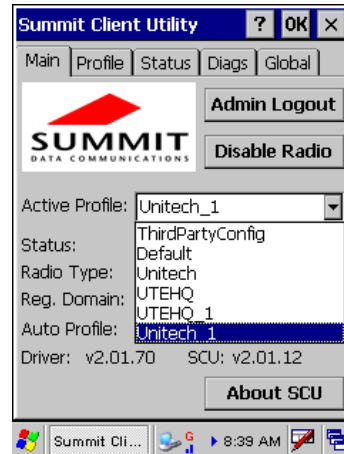 Summit Client Utility ? OK ×
Main Profile Status Diags Global
SUMMIT
DATA COMMUNICATIONS
Admin Logout
Disable Radio
Active Profile: Unitech_1
ThirdPartyConfig
Default
Unitech
UTEHQ
UTEHQ_1
Unitech_1
Status:
Radio Type:
Reg. Domain:
Auto Profile:
Driver: v2.01.70 SCU: v2.01.12
About SCU
Summit Cli... G 8:39 AM